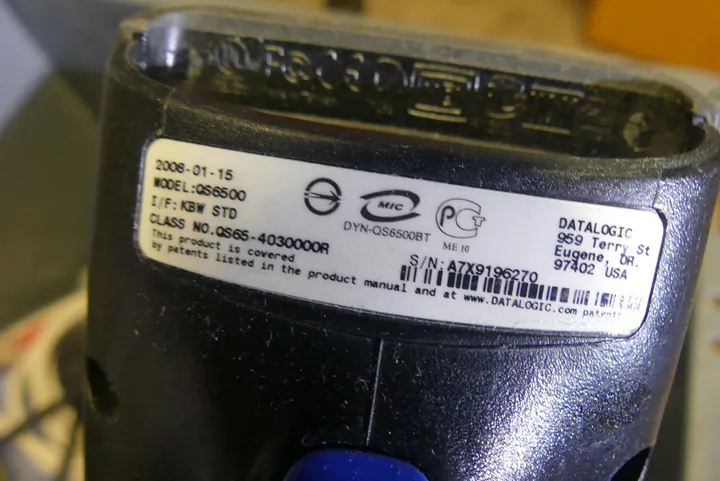 2008-01-15
MODEL:QS6500
I/F:KBW STD
CLASS NO.QS65-4030000R
This product is covered
by patents listed in the product manual and at www.DATALOGIC.com patents
MIC
DYN-QS6500BT
PCT
ME 10
S/N:A7X9196270
DATALOGIC
959 Terry St
Eugene, OR.
97402 USA